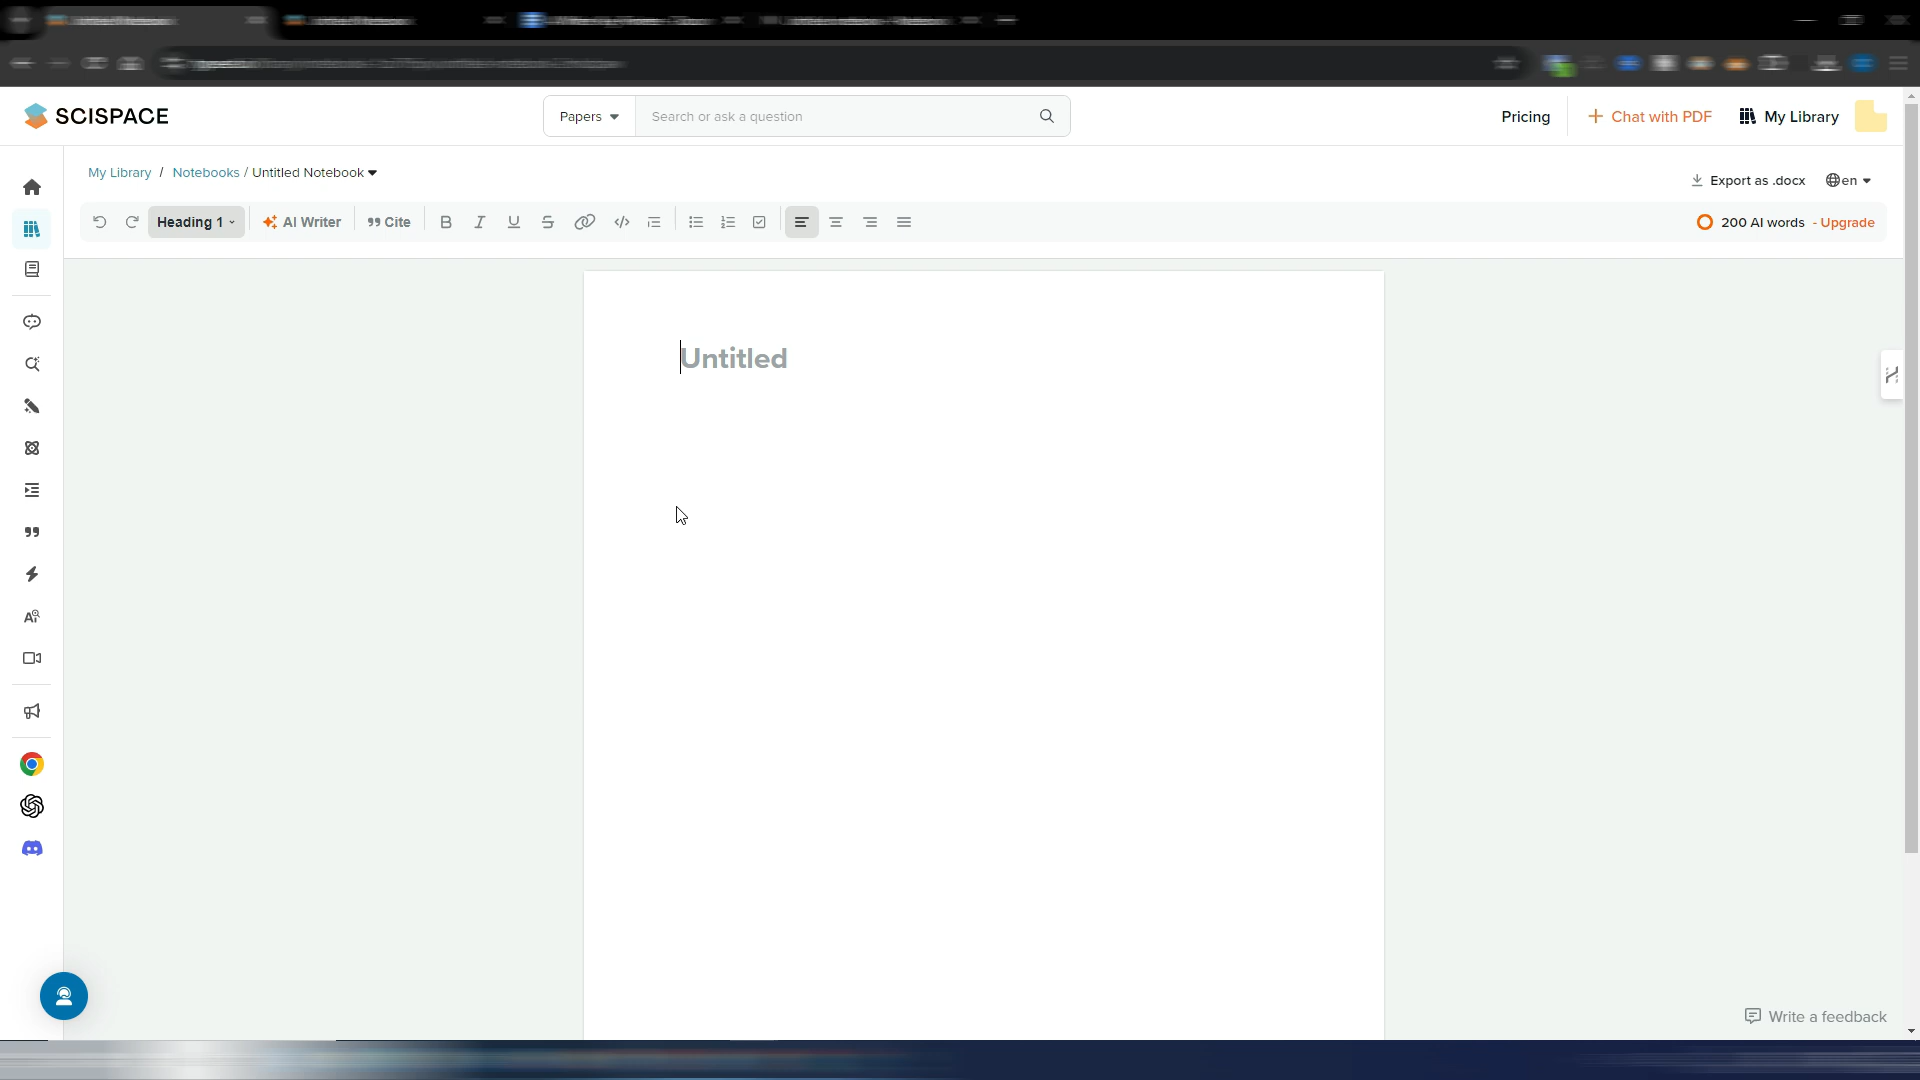 SCISPACE
Papers
Search or ask a question
Pricing
Chat with PDF
My Library
My Library / Notebooks / Untitled Notebook
Export as .docx
en
Heading 1
AI Writer
Cite
200 AI words - Upgrade
Untitled
Write a feedback